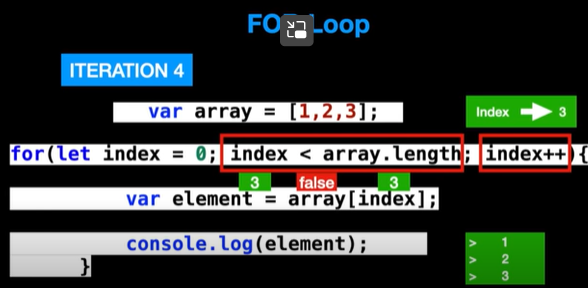 FOR Loop
ITERATION 4
var array = [1,2,3];
Index 3
for(let index = 0; index < array.length; index++){
3 false 3
var element = array[index];
console.log(element);
}
> 1
> 2
> 3